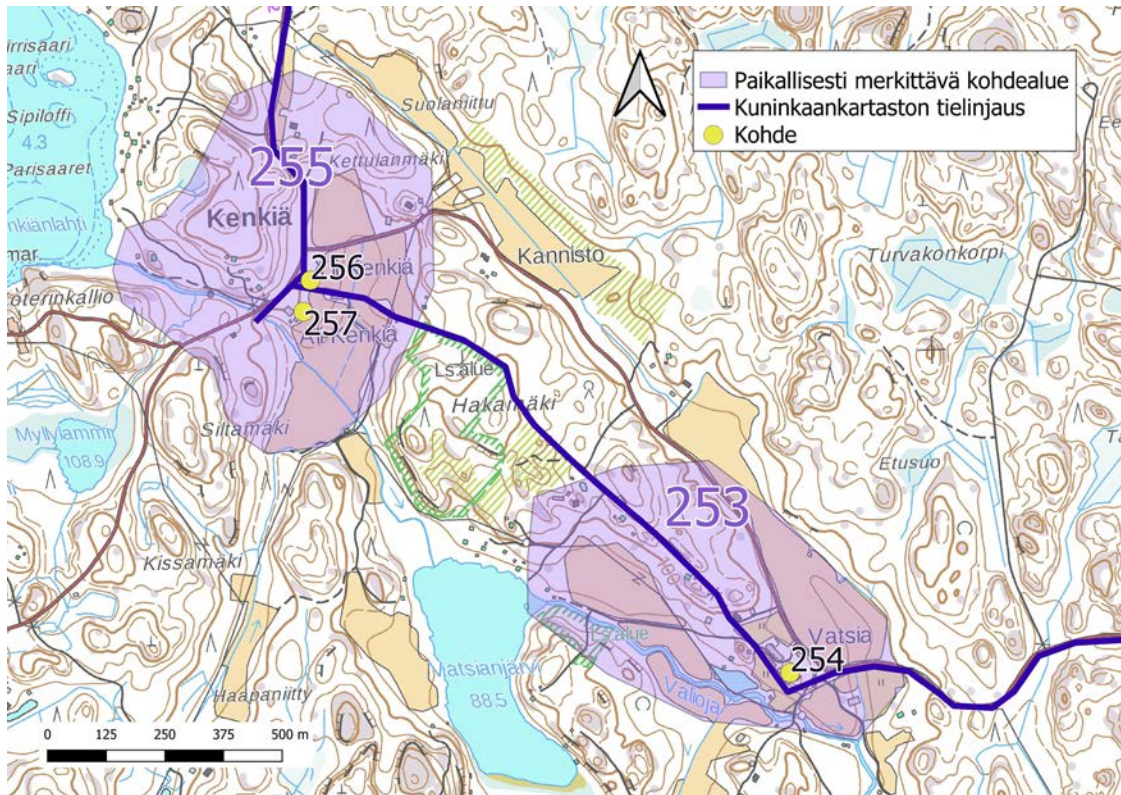 Paikallisesti merkittävä kohdealue
Kuninkaankartaston tielinjaus
Kohde
Sipiloffi
4.3
Parisaaret
Suolaniittu
Kettulanmäki
255
Kenkiä
Kannisto
Turvakonkorpi
256
257
Ls.alue
Hakamäki
Siltamäki
Myllylammi
108.9
Etusuo
253
Kissamäki
Vatsia
254
Ls.alue
Matsianjärvi
88.5
Välioja
Haapaniitty
0 125 250 375 500 m